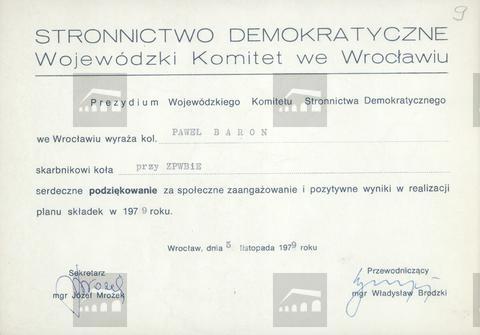 9
STRONNICTWO DEMOKRATYCZNE
Wojewódzki Komitet we Wrocławiu
Prezydium Wojewódzkiego Komitetu Stronnictwa Demokratycznego
we Wrocławiu wyraża kol. PAWEŁ BARON
skarbnikowi koła przy ZPWBiE
serdeczne podziękowanie za społeczne zaangażowanie i pozytywne wyniki w realizacji
planu składek w 1979 roku.
Wrocław, dnia 5 listopada 1979 roku
Sekretarz
mgr Józef Mrożek
Przewodniczący
mgr Władysław Brodzki